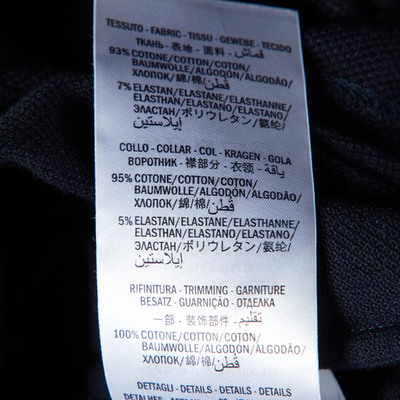 TESSUTO - FABRIC - TISSU - GEWEBE - TECIDO
ТКАНЬ - 表地 - 面料 - قماش
93% COTONE/COTTON/COTON/
BAUMWOLLE/ALGODÓN/ALGODÃO/
ХЛОПОК/綿/棉/قطن
7% ELASTAN/ELASTANE/ELASTHANNE/
ELASTHAN/ELASTANO/ELASTANO/
ЭЛАСТАН/ポリウレタン/氨纶/
إيلاستين
COLLO - COLLAR - COL - KRAGEN - GOLA
ВОРОТНИК - 襟部分 - 衣领 - ياقة
95% COTONE/COTTON/COTON/
BAUMWOLLE/ALGODÓN/ALGODÃO/
ХЛОПОК/綿/棉/قطن
5% ELASTAN/ELASTANE/ELASTHANNE/
ELASTHAN/ELASTANO/ELASTANO/
ЭЛАСТАН/ポリウレタン/氨纶/
إيلاستين
RIFINITURA - TRIMMING - GARNITURE
BESATZ - GUARNIÇÃO - ОТДЕЛКА
一部 - 装饰部件 - تقليم
100% COTONE/COTTON/COTON/
BAUMWOLLE/ALGODÓN/ALGODÃO/
ХЛОПОК/綿/棉/قطن
DETTAGLI - DETAILS - DETAILS - DETAILS